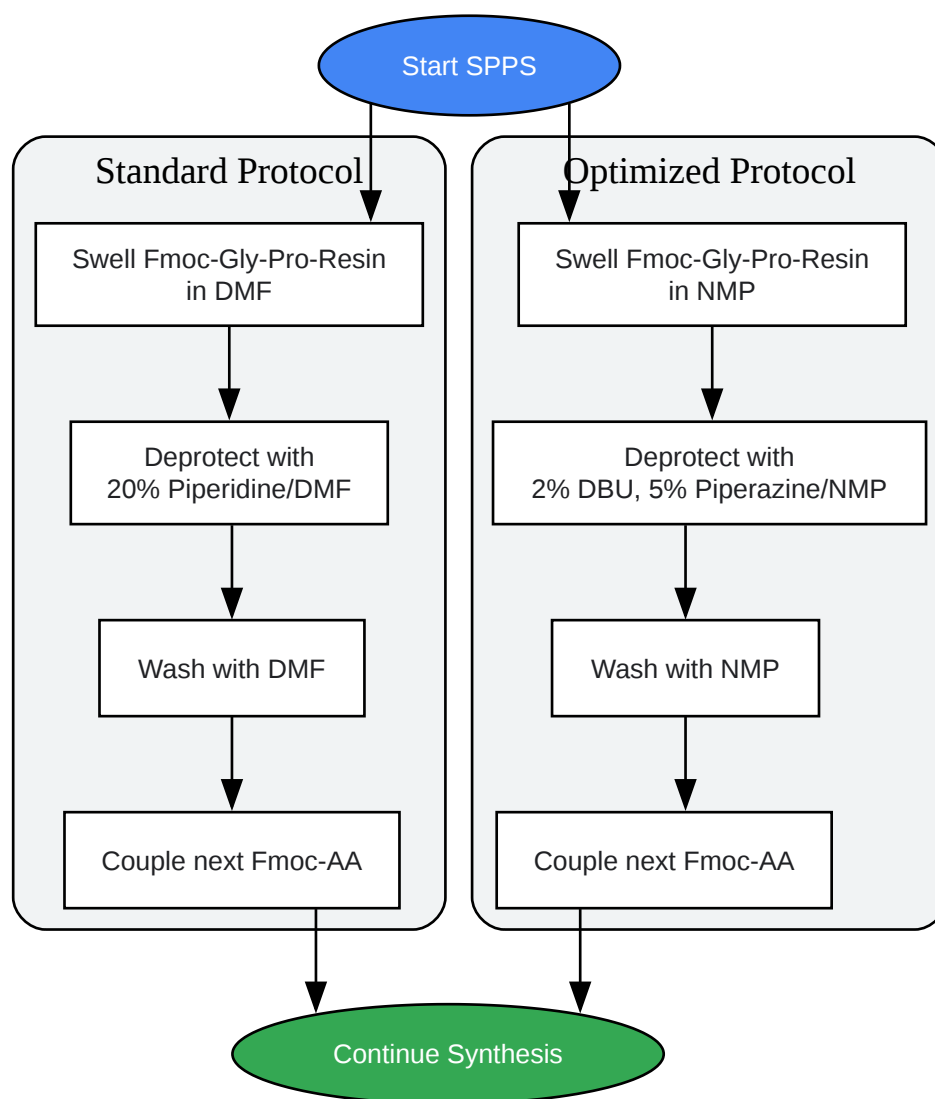 Start SPPS
Standard Protocol
Swell Fmoc-Gly-Pro-Resin
in DMF
Deprotect with
20% Piperidine/DMF
Wash with DMF
Couple next Fmoc-AA
Optimized Protocol
Swell Fmoc-Gly-Pro-Resin
in NMP
Deprotect with
2% DBU, 5% Piperazine/NMP
Wash with NMP
Couple next Fmoc-AA
Continue Synthesis